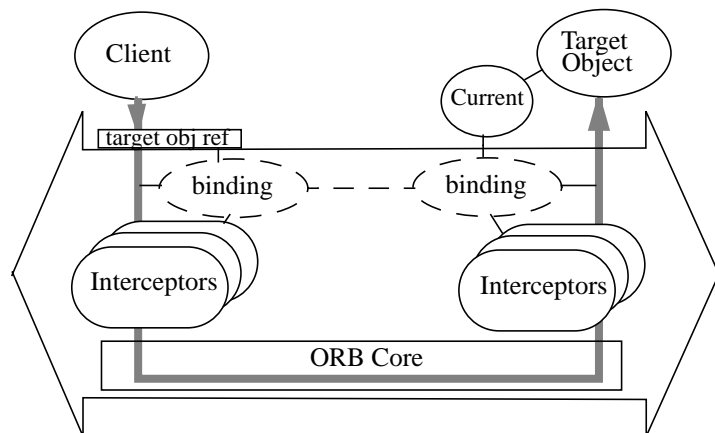 Client
Target
Object
Current
target obj ref
binding
binding
Interceptors
Interceptors
ORB Core